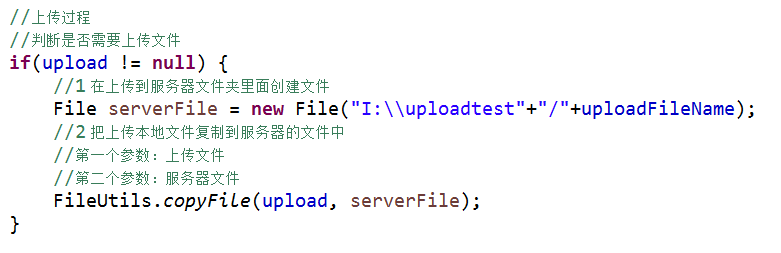 //上传过程
//判断是否需要上传文件
if(upload != null) {
//1 在上传到服务器文件夹里面创建文件
File serverFile = new File("I:\\uploadtest"+"/"+uploadFileName);
//2 把上传本地文件复制到服务器的文件中
//第一个参数：上传文件
//第二个参数：服务器文件
FileUtils.copyFile(upload, serverFile);
}